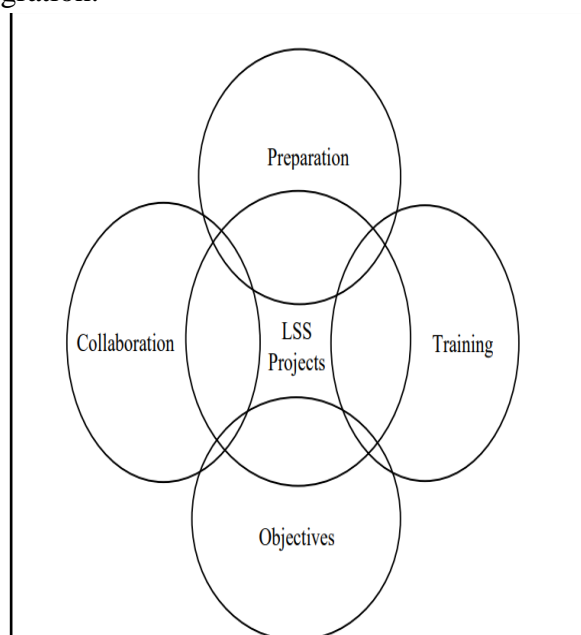 gration.
Preparation
Collaboration
LSS
Projects
Training
Objectives